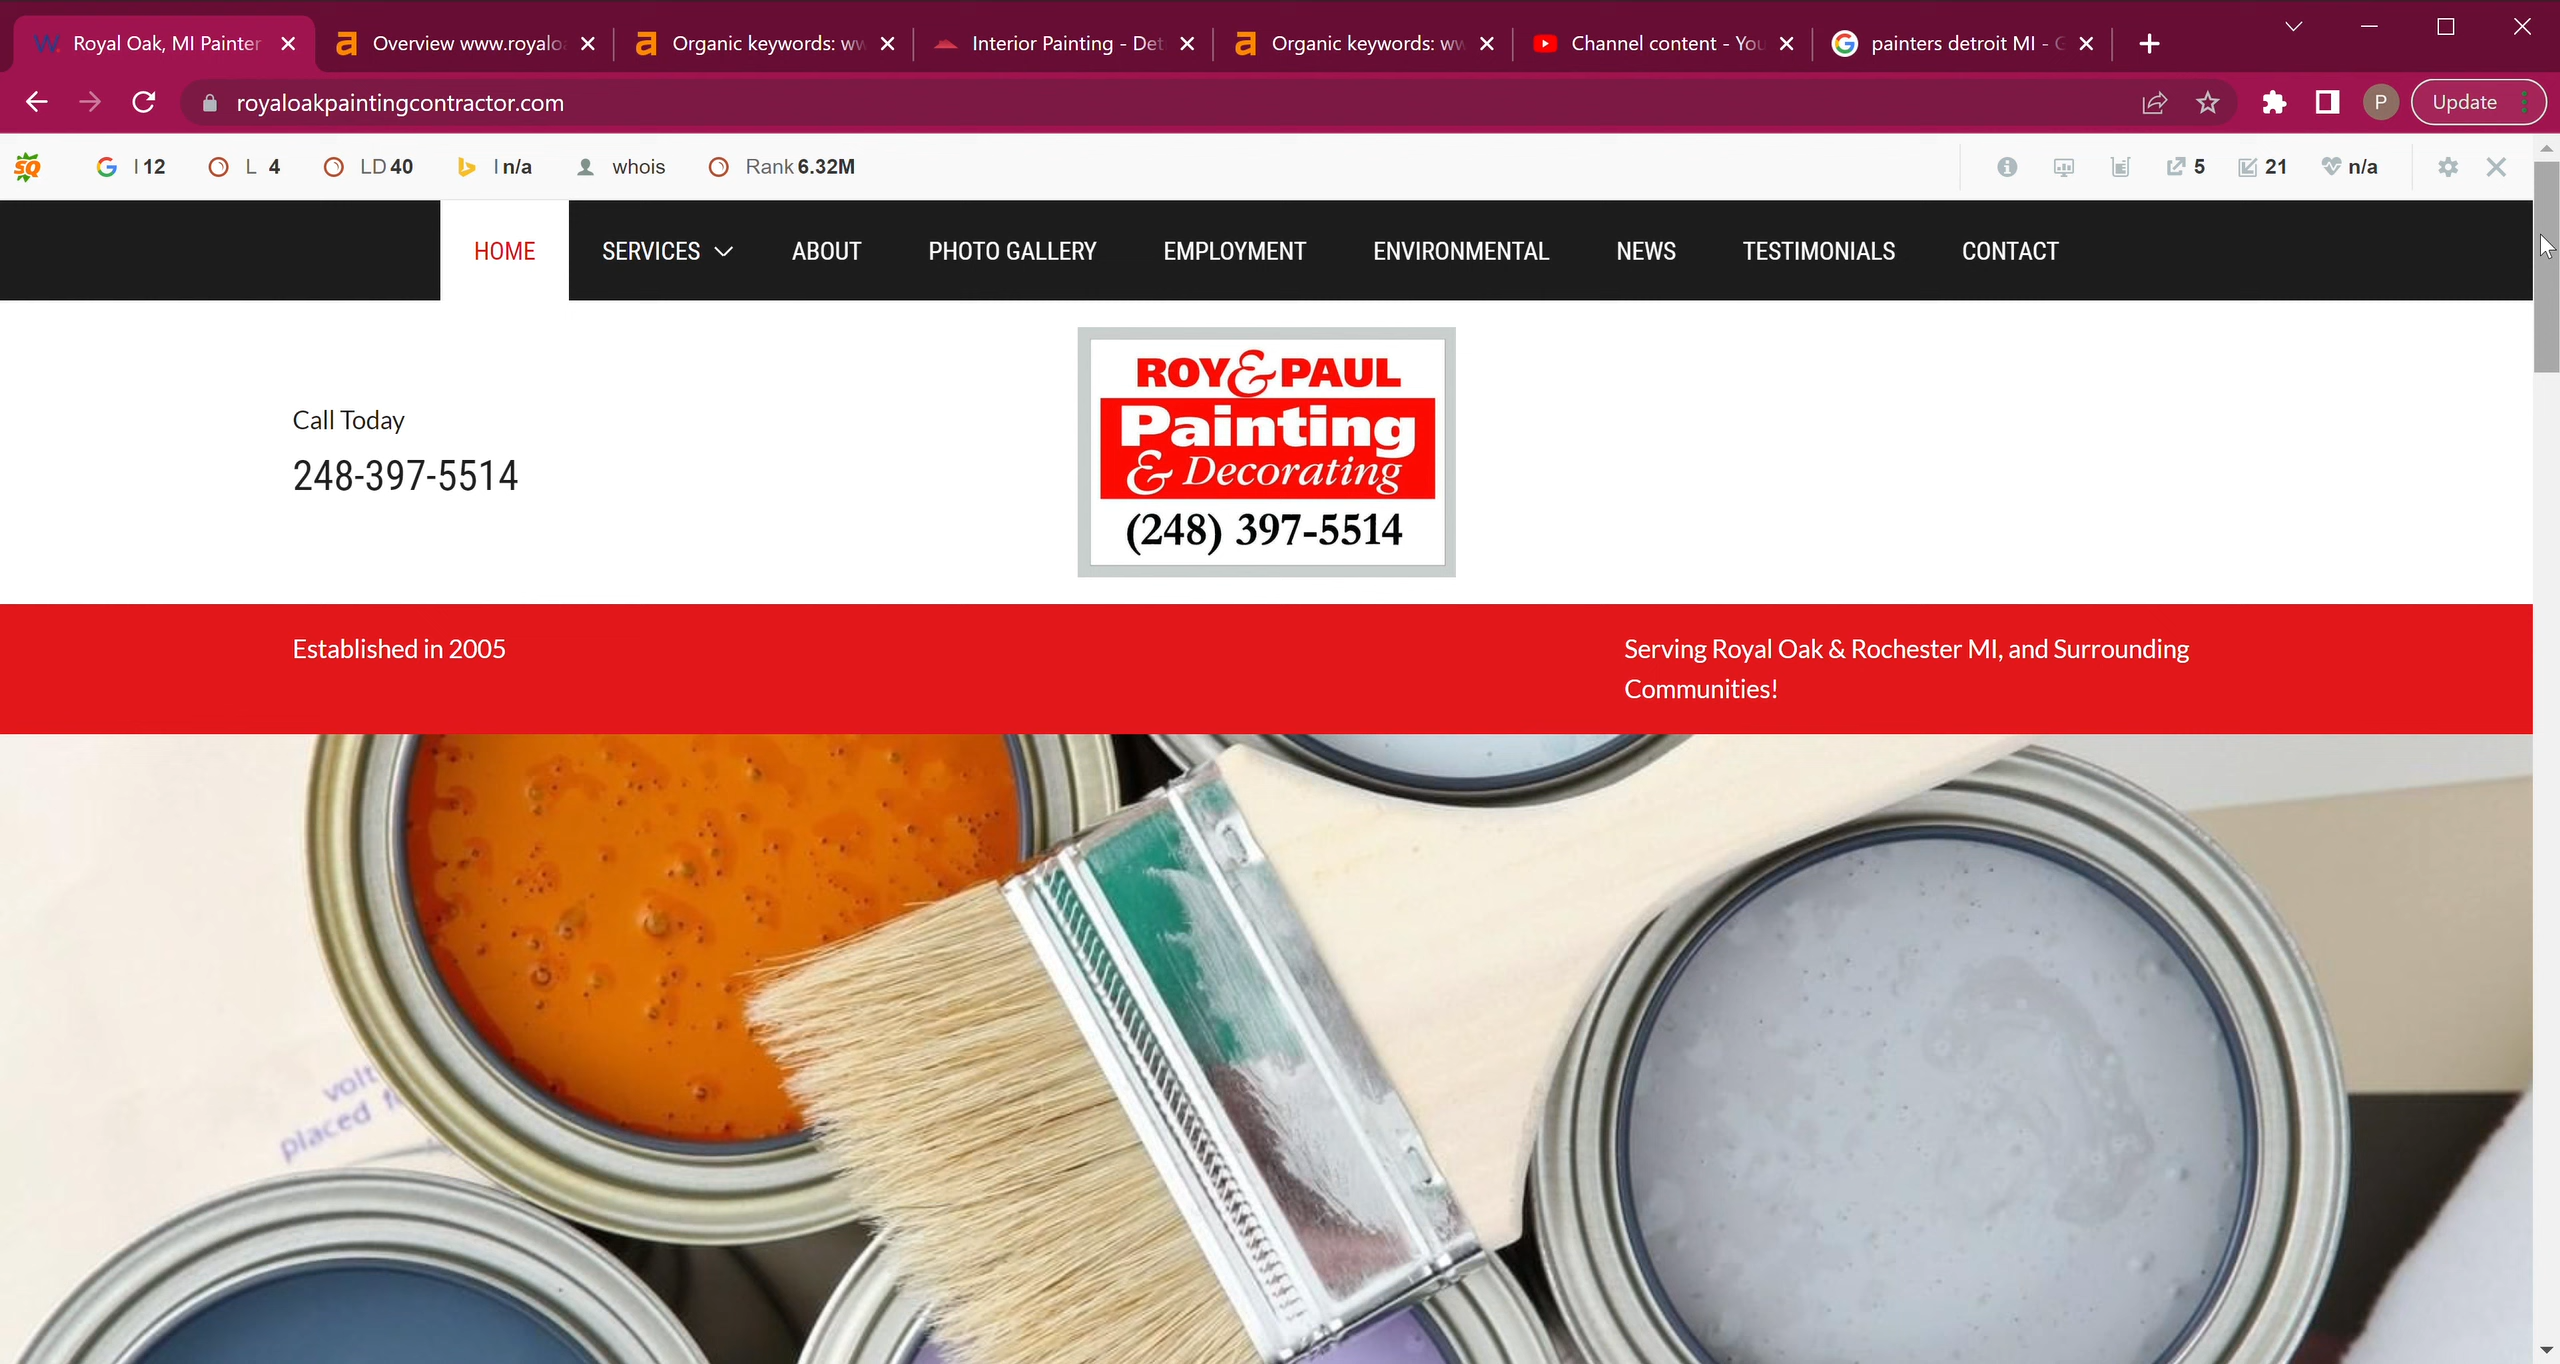 Royal Oak, MI Painter
Overview www.royalo
Organic keywords: ww
Interior Painting - Det
Organic keywords: ww
Channel content - You
painters detroit MI - G
royaloakpaintingcontractor.com
P
Update
SQ
I 12
L 4
LD 40
I n/a
whois
Rank 6.32M
5
21
n/a
HOME
SERVICES
ABOUT
PHOTO GALLERY
EMPLOYMENT
ENVIRONMENTAL
NEWS
TESTIMONIALS
CONTACT
Call Today
248-397-5514
ROY & PAUL
Painting
& Decorating
(248) 397-5514
Established in 2005
Serving Royal Oak & Rochester MI, and Surrounding
Communities!
volt
placed